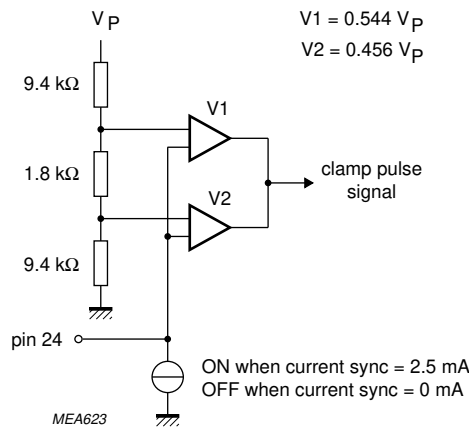 V P
V1 = 0.544 V P
V2 = 0.456 V P
9.4 kΩ
V1
1.8 kΩ
clamp pulse
signal
V2
9.4 kΩ
pin 24
ON when current sync = 2.5 mA
OFF when current sync = 0 mA
MEA623